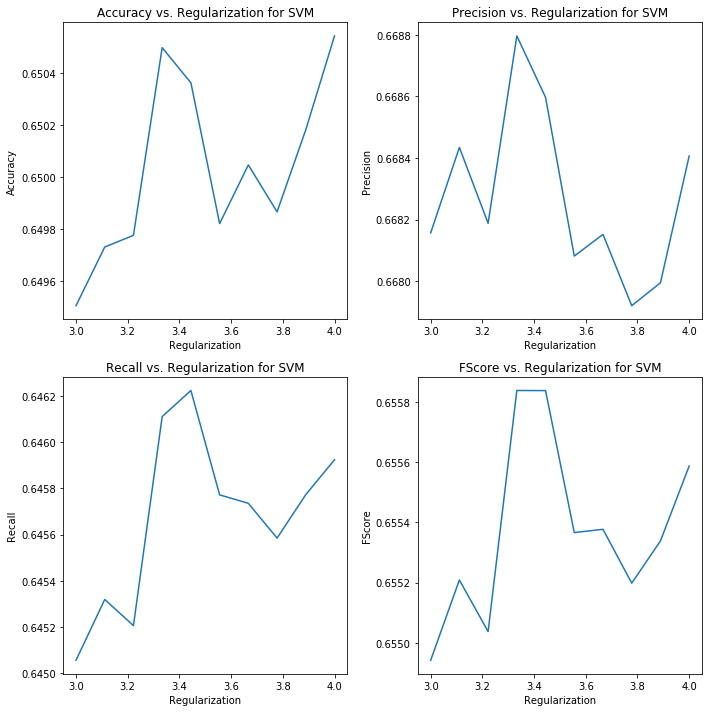 Accuracy vs. Regularization for SVM
Accuracy
0.6504
0.6502
0.6500
0.6498
0.6496
3.0 3.2 3.4 3.6 3.8 4.0
Regularization
Precision vs. Regularization for SVM
Precision
0.6688
0.6686
0.6684
0.6682
0.6680
3.0 3.2 3.4 3.6 3.8 4.0
Regularization
Recall vs. Regularization for SVM
Recall
0.6462
0.6460
0.6458
0.6456
0.6454
0.6452
0.6450
3.0 3.2 3.4 3.6 3.8 4.0
Regularization
FScore vs. Regularization for SVM
FScore
0.6558
0.6556
0.6554
0.6552
0.6550
3.0 3.2 3.4 3.6 3.8 4.0
Regularization